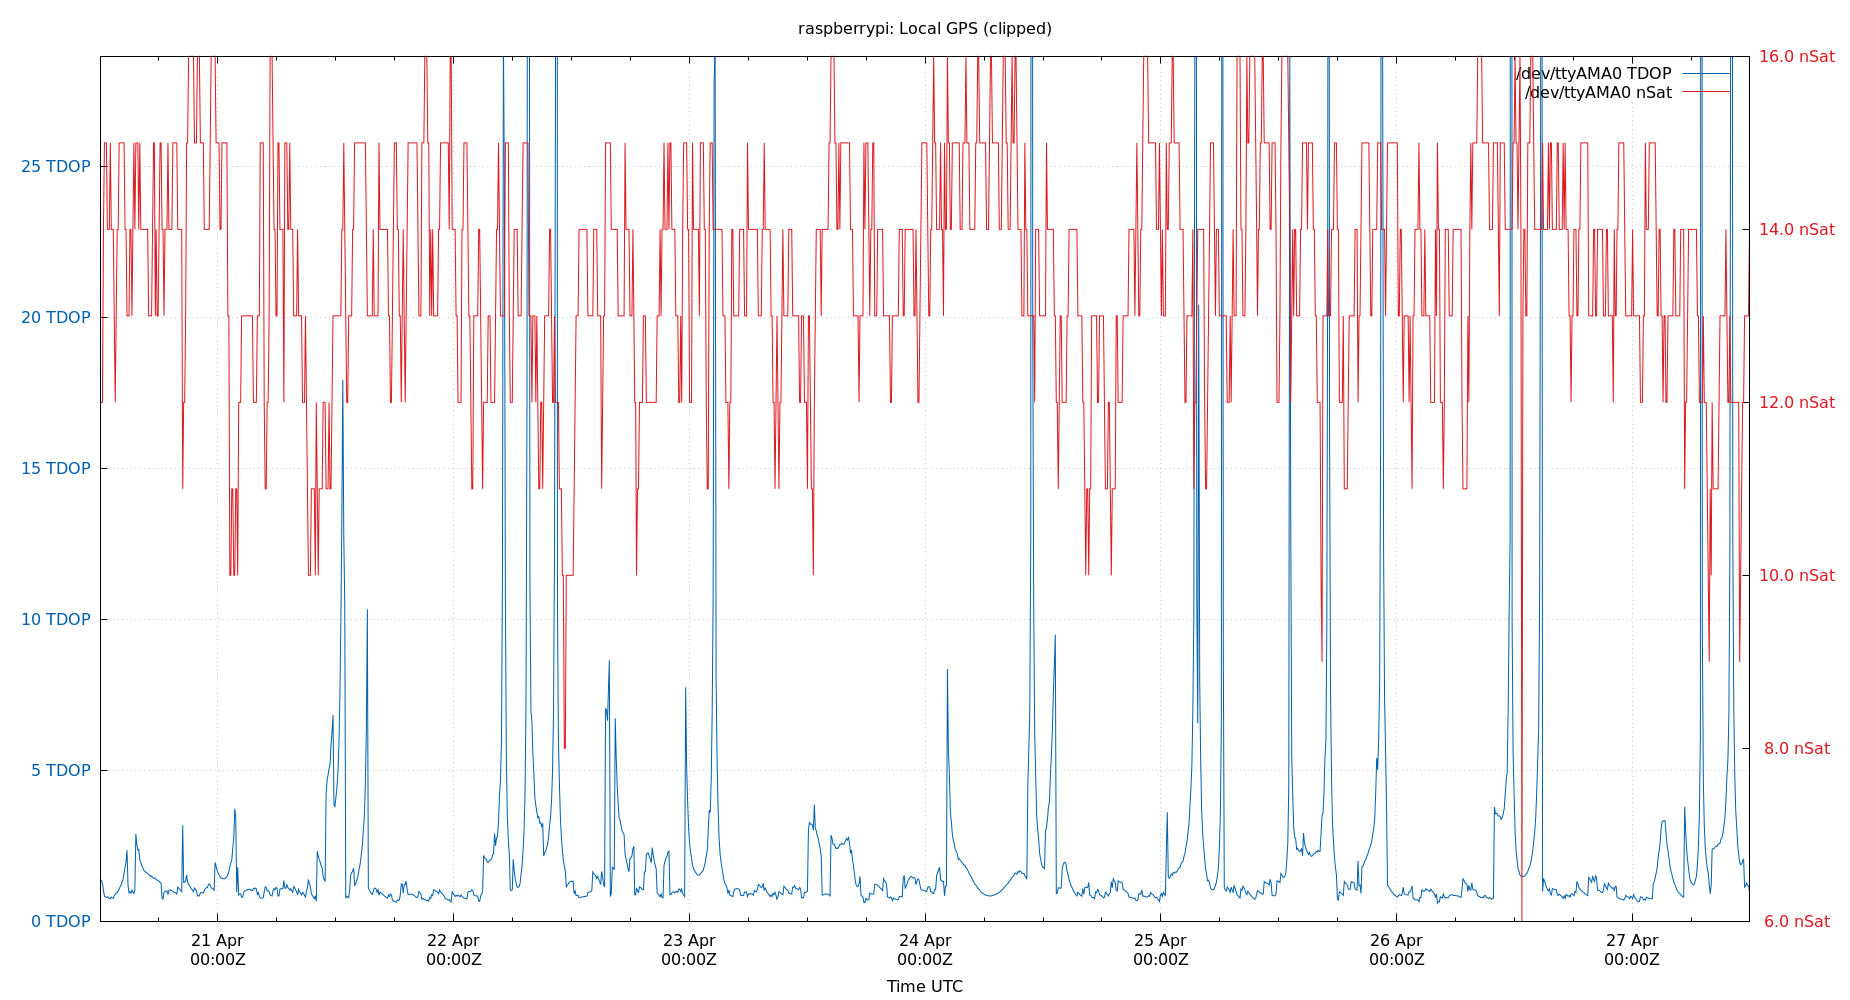 raspberrypi: Local GPS (clipped)
16.0 nSat
/dev/ttyAMA0 TDOP
/dev/ttyAMA0 nSat
25 TDOP
14.0 nSat
20 TDOP
12.0 nSat
15 TDOP
10.0 nSat
10 TDOP
8.0 nSat
5 TDOP
0 TDOP
6.0 nSat
21 Apr
00:00Z
22 Apr
00:00Z
23 Apr
00:00Z
24 Apr
00:00Z
25 Apr
00:00Z
26 Apr
00:00Z
27 Apr
00:00Z
Time UTC